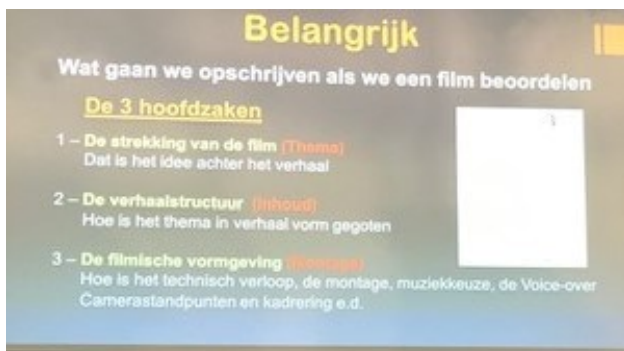 Belangrijk
Wat gaan we opschrijven als we een film beoordelen
De 3 hoofdzaken
1 – De strekking van de film (Thema)
Dat is het idee achter het verhaal
2 – De verhaalstructuur (Inhoud)
Hoe is het thema in verhaal vorm gegoten
3 – De filmische vormgeving
Hoe is het technisch verloop, de montage, muziekkeuze, de Voice-over
Camerastandpunten en kadrering e.d.